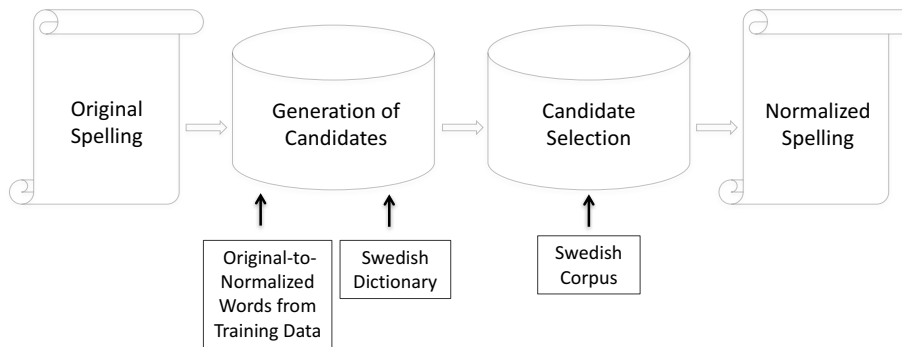 Original
Spelling
Generation of
Candidates
Candidate
Selection
Normalized
Spelling
Original-to-
Normalized
Words from
Training Data
Swedish
Dictionary
Swedish
Corpus